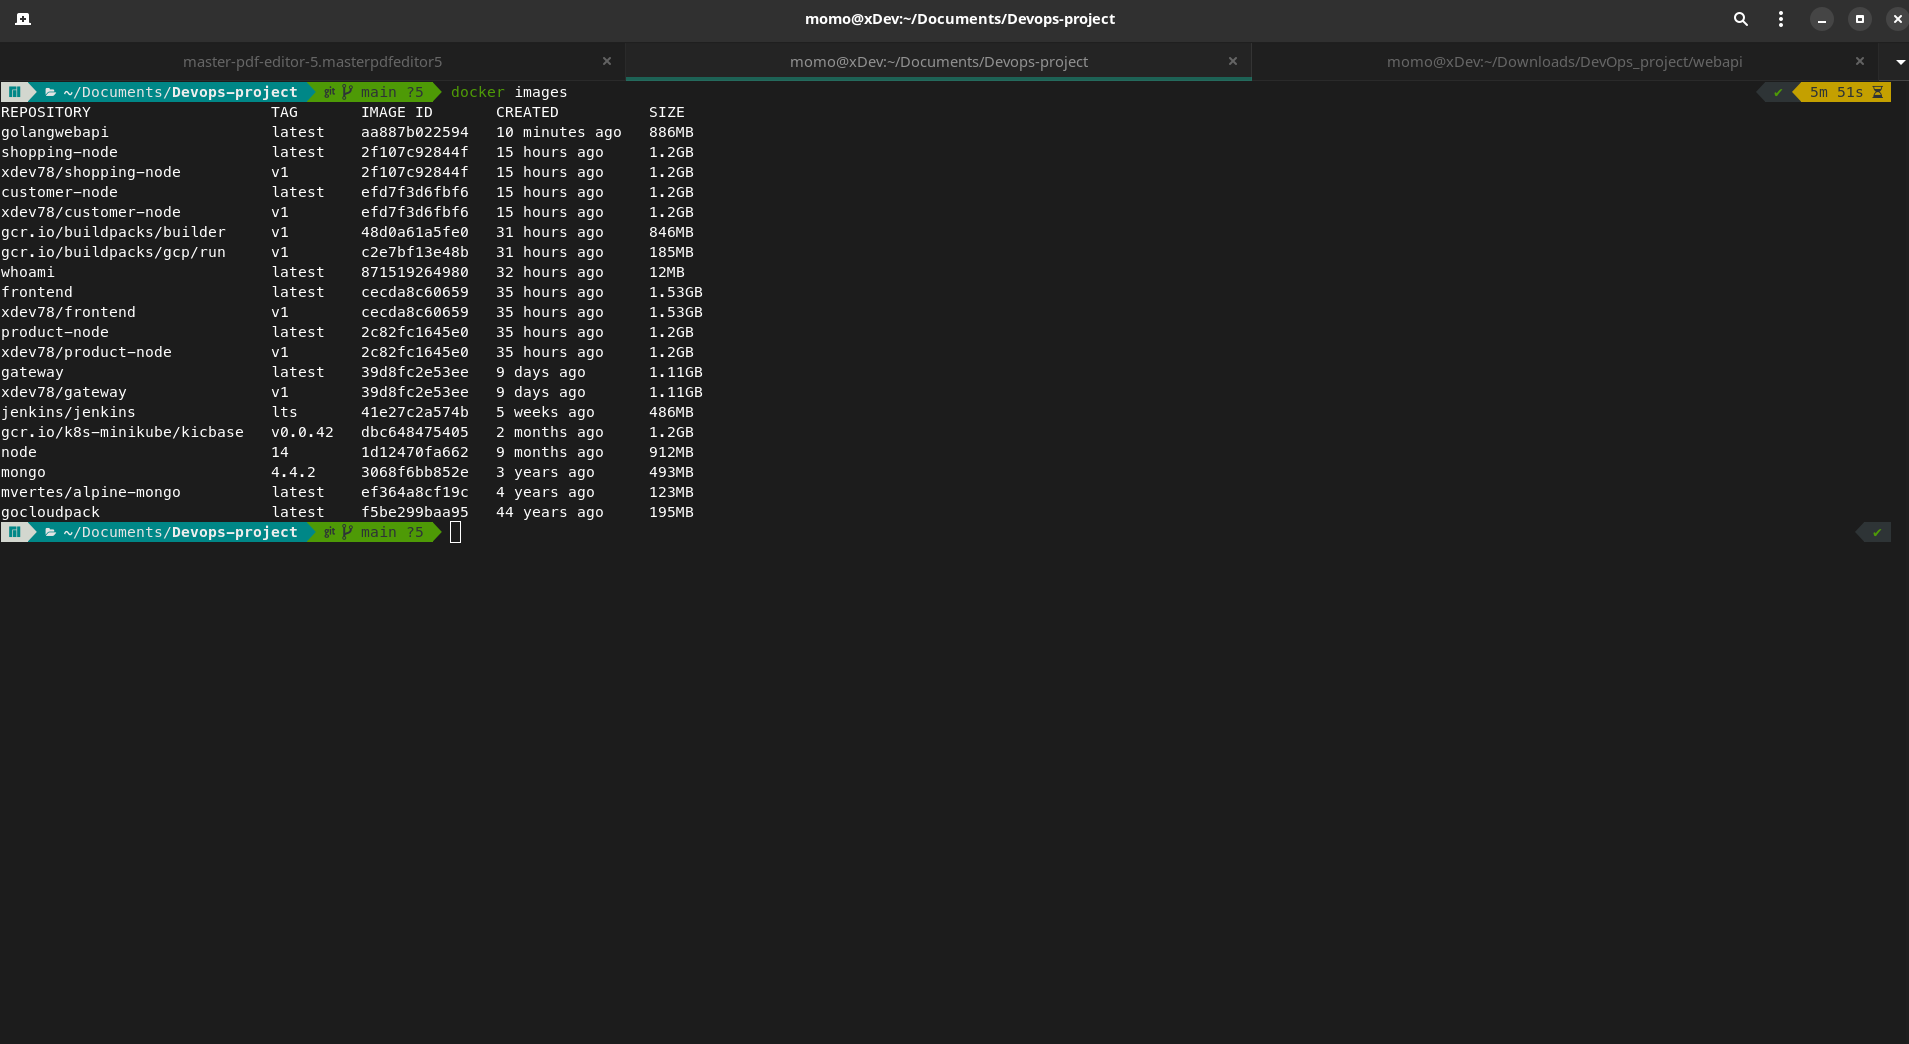 momo@xDev:~/Documents/Devops-project
master-pdf-editor-5.masterpdfeditor5 momo@xDev:~/Documents/Devops-project momo@xDev:~/Downloads/DevOps_project/webapi
~/Documents/Devops-project git main ?5 docker images 5m 51s
REPOSITORY TAG IMAGE ID CREATED SIZE
golangwebapi latest aa887b022594 10 minutes ago 886MB
shopping-node latest 2f107c92844f 15 hours ago 1.2GB
xdev78/shopping-node v1 2f107c92844f 15 hours ago 1.2GB
customer-node latest efd7f3d6fbf6 15 hours ago 1.2GB
xdev78/customer-node v1 efd7f3d6fbf6 15 hours ago 1.2GB
gcr.io/buildpacks/builder v1 48d0a61a5fe0 31 hours ago 846MB
gcr.io/buildpacks/gcp/run v1 c2e7bf13e48b 31 hours ago 185MB
whoami latest 871519264980 32 hours ago 12MB
frontend latest cecda8c60659 35 hours ago 1.53GB
xdev78/frontend v1 cecda8c60659 35 hours ago 1.53GB
product-node latest 2c82fc1645e0 35 hours ago 1.2GB
xdev78/product-node v1 2c82fc1645e0 35 hours ago 1.2GB
gateway latest 39d8fc2e53ee 9 days ago 1.11GB
xdev78/gateway v1 39d8fc2e53ee 9 days ago 1.11GB
jenkins/jenkins lts 41e27c2a574b 5 weeks ago 486MB
gcr.io/k8s-minikube/kicbase v0.0.42 dbc648475405 2 months ago 1.2GB
node 14 1d12470fa662 9 months ago 912MB
mongo 4.4.2 3068f6bb852e 3 years ago 493MB
mvertes/alpine-mongo latest ef364a8cf19c 4 years ago 123MB
gocloudpack latest f5be299baa95 44 years ago 195MB
~/Documents/Devops-project git main ?5